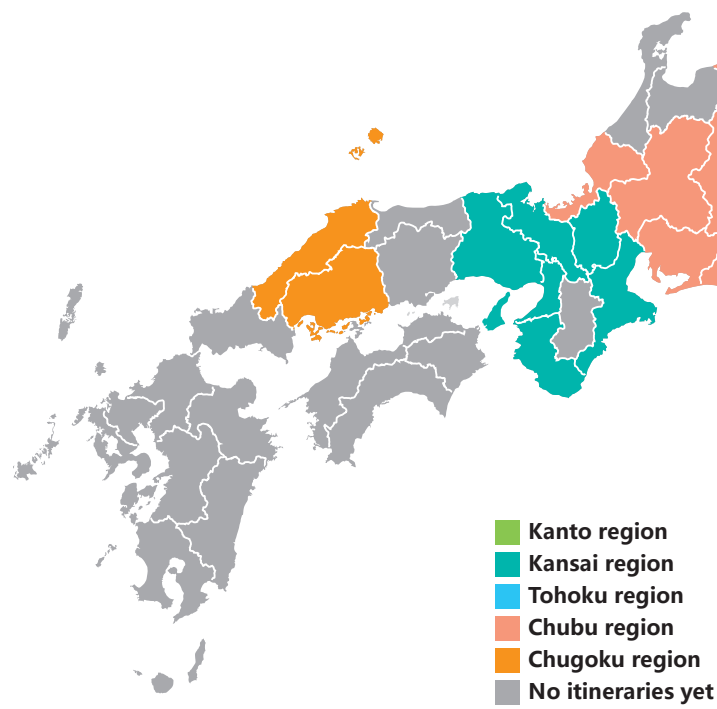 Kanto region
Kansai region
Tohoku region
Chubu region
Chugoku region
No itineraries yet